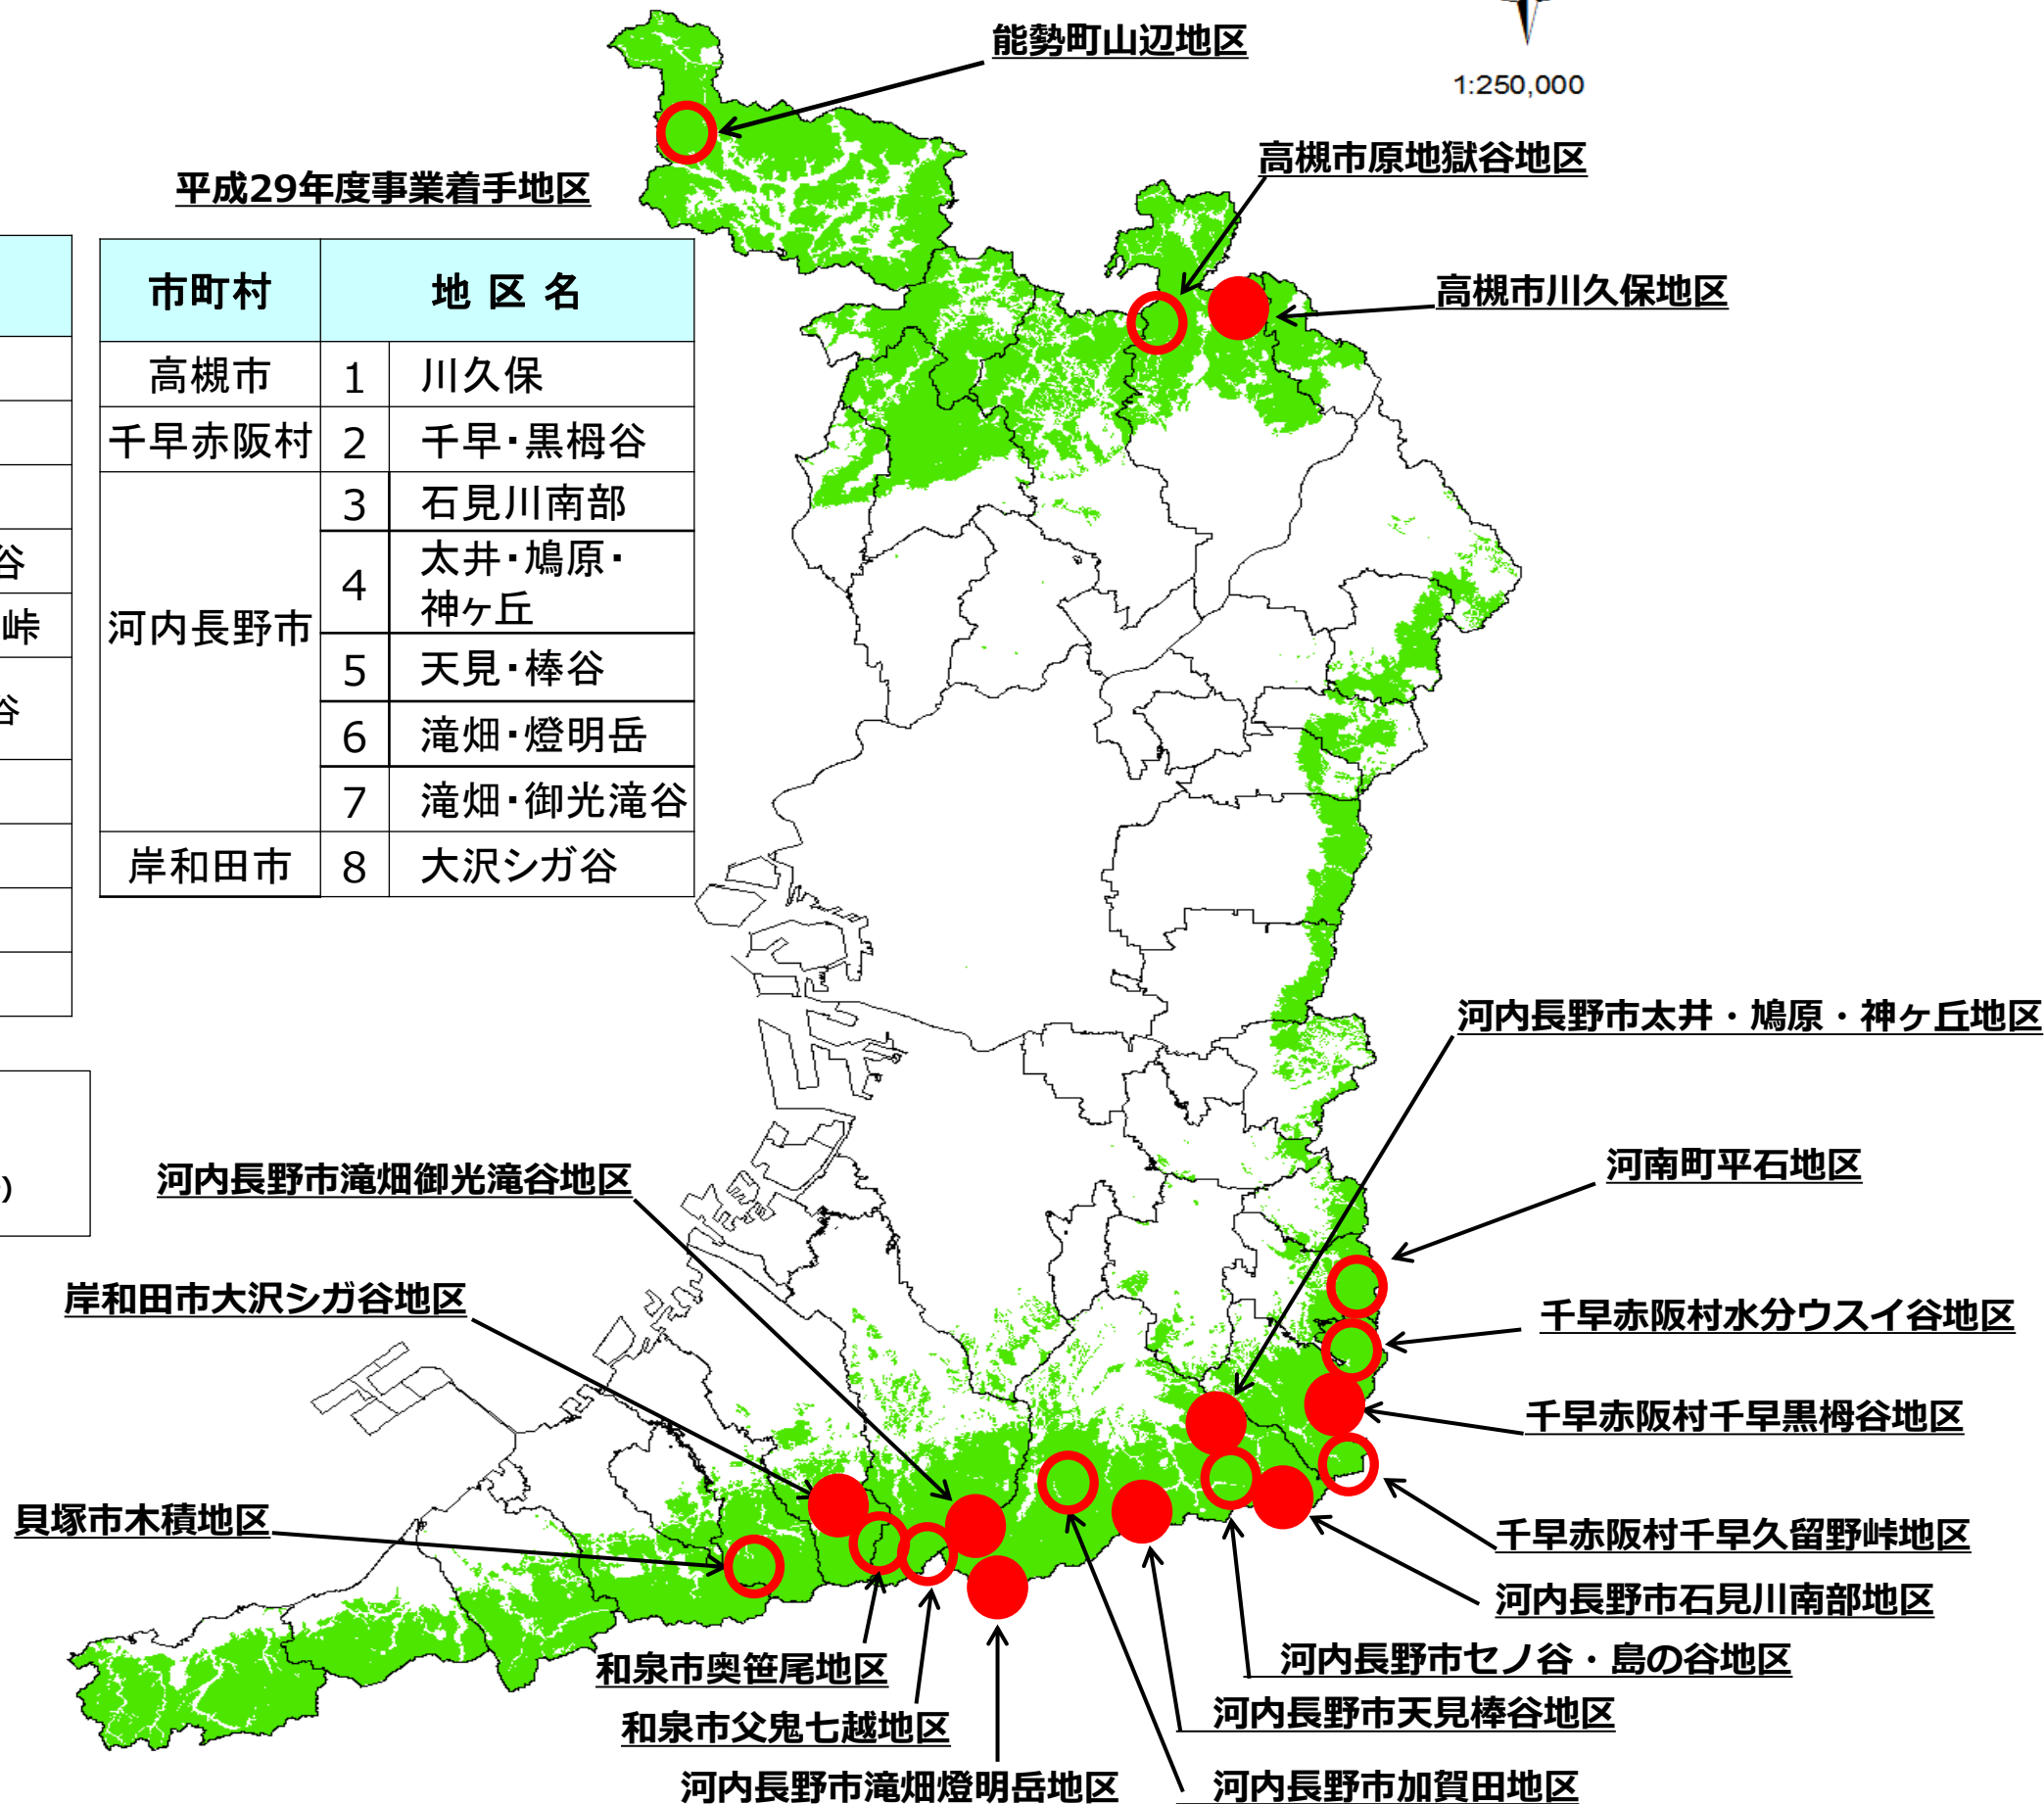 能勢町山辺地区
1:250,000
高槻市原地獄谷地区
平成29年度事業着手地区
高槻市川久保地区
市町村 地区名
高槻市 1 川久保
千早赤阪村 2 千早・黒栂谷
河内長野市 3 石見川南部
4 太井・鳩原・
神ヶ丘
5 天見・棒谷
6 滝畑・燈明岳
7 滝畑・御光滝谷
岸和田市 8 大沢シガ谷
谷
峠
谷
)
河内長野市太井・鳩原・神ヶ丘地区
河内長野市滝畑御光滝谷地区
河南町平石地区
岸和田市大沢シガ谷地区
千早赤阪村水分ウスイ谷地区
千早赤阪村千早黒栂谷地区
貝塚市木積地区
千早赤阪村千早久留野峠地区
河内長野市石見川南部地区
和泉市奥笹尾地区
河内長野市セノ谷・島の谷地区
和泉市父鬼七越地区
河内長野市天見棒谷地区
河内長野市滝畑燈明岳地区
河内長野市加賀田地区